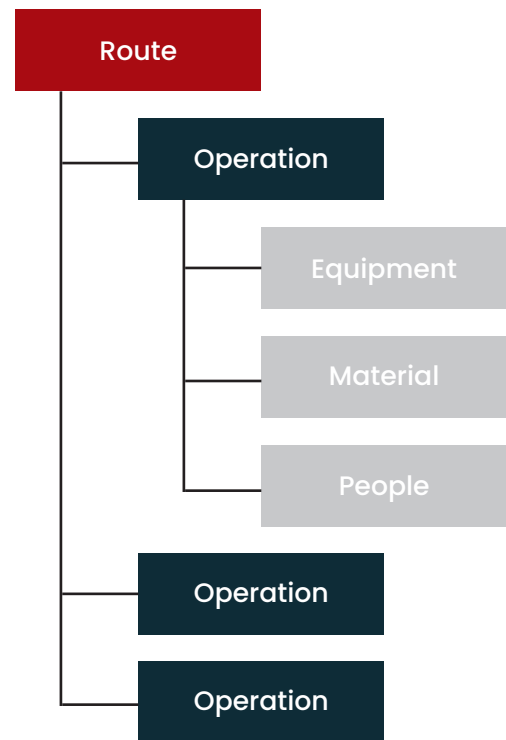 Route
Operation
Equipment
Material
People
Operation
Operation